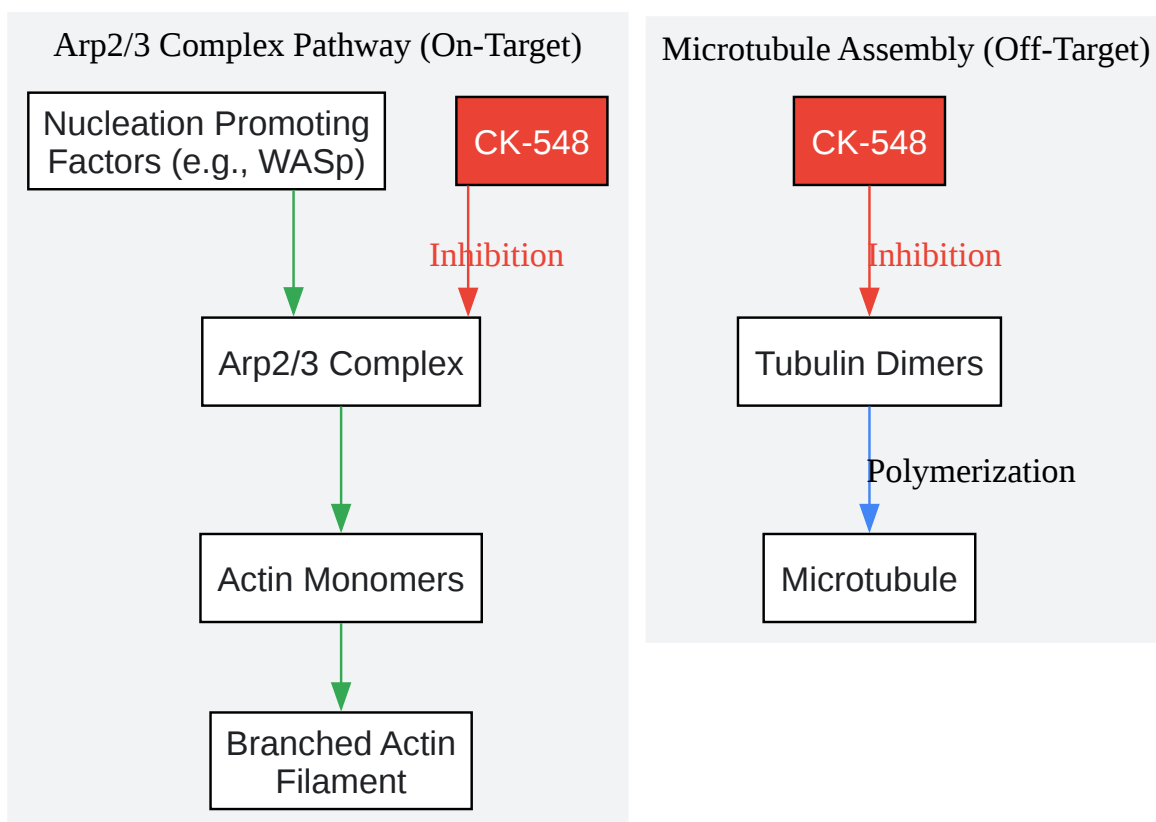 Arp2/3 Complex Pathway (On-Target)
Nucleation Promoting
Factors (e.g., WASp)
CK-548
Inhibition
Arp2/3 Complex
Actin Monomers
Branched Actin
Filament
Microtubule Assembly (Off-Target)
CK-548
Inhibition
Tubulin Dimers
Polymerization
Microtubule